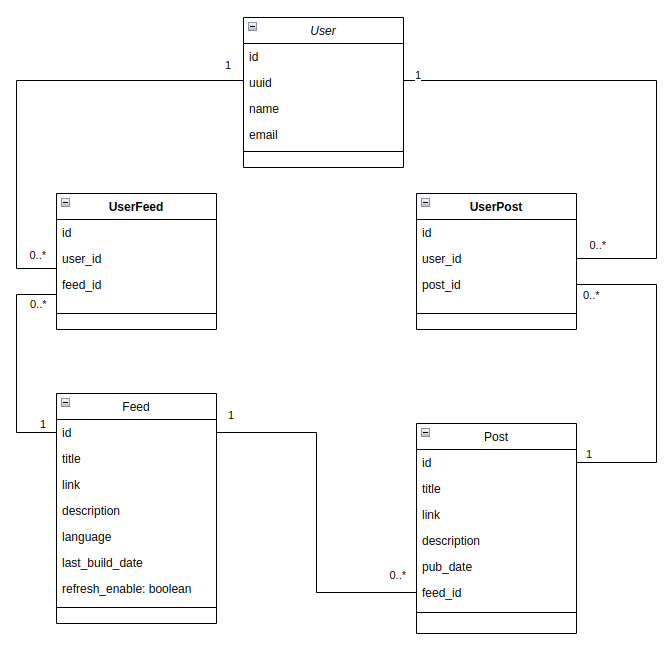 User
id
uuid
name
email
1
1
UserFeed
id
user_id
feed_id
0..*
0..*
UserPost
id
user_id
post_id
0..*
0..*
Feed
id
title
link
description
language
last_build_date
refresh_enable: boolean
1
1
Post
id
title
link
description
pub_date
feed_id
1
0..*